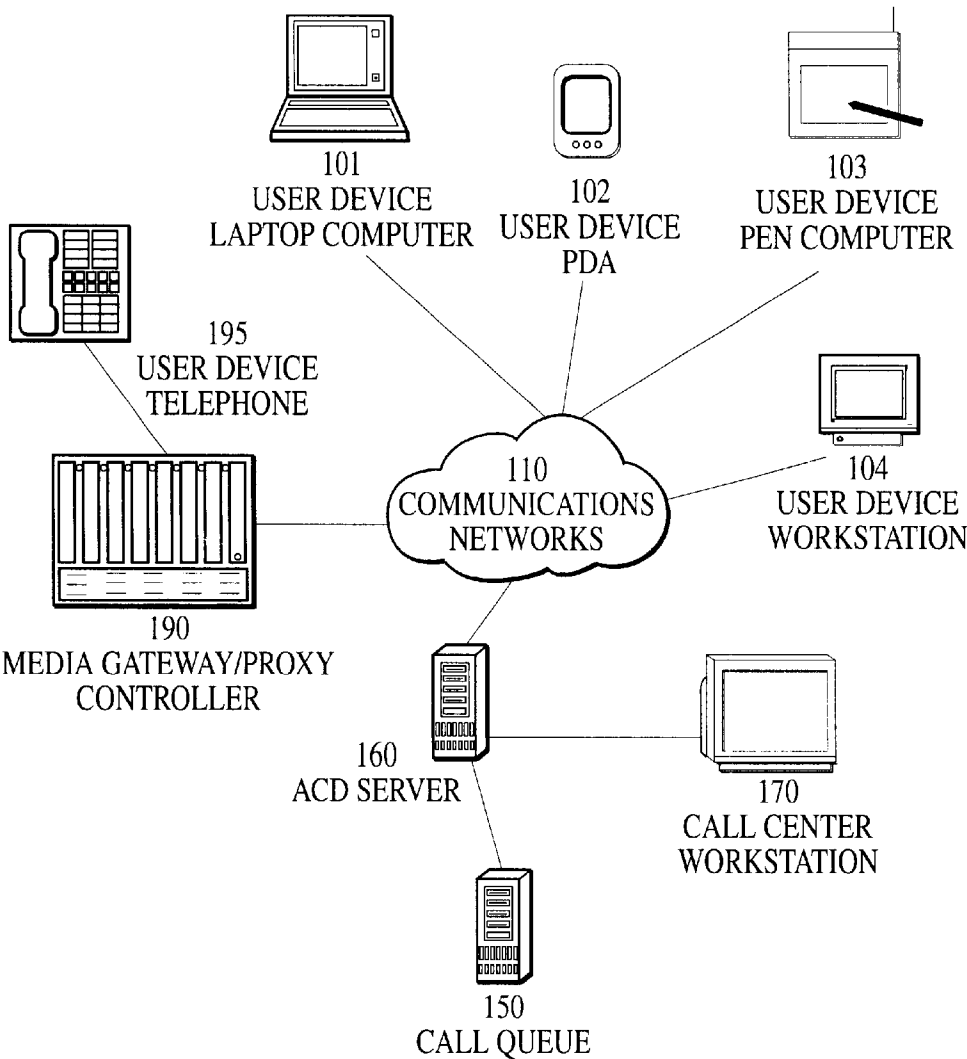 101
USER DEVICE
LAPTOP COMPUTER
102
USER DEVICE
PDA
103
USER DEVICE
PEN COMPUTER
195
USER DEVICE
TELEPHONE
104
USER DEVICE
WORKSTATION
110
COMMUNICATIONS
NETWORKS
190
MEDIA GATEWAY/PROXY
CONTROLLER
160
ACD SERVER
170
CALL CENTER
WORKSTATION
150
CALL QUEUE